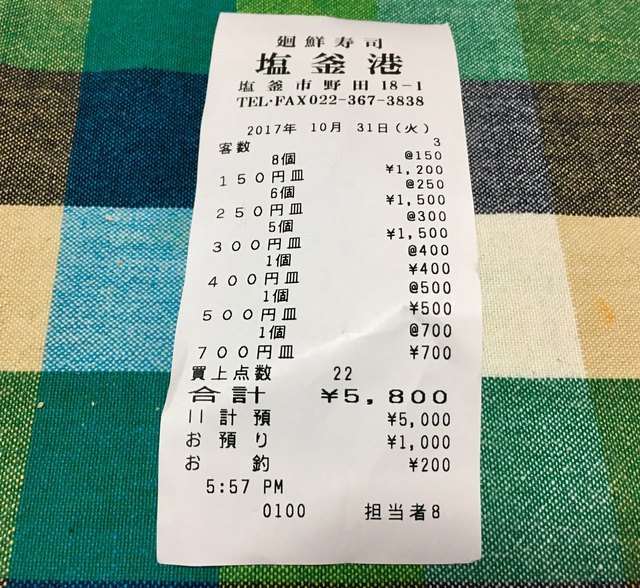 廻鮮寿司
塩釜港
塩釜市野田18-1
TEL・FAX022-367-3838
2017年 10月 31日(火)
客数 3
8個 @150
150円皿 ¥1,200
6個 @250
250円皿 ¥1,500
5個 @300
300円皿 ¥1,500
1個 @400
400円皿 ¥400
1個 @500
500円皿 ¥500
1個 @700
700円皿 ¥700
買上点数 22
合計 ¥5,800
計預 ¥5,000
お預り ¥1,000
お釣 ¥200
5:57 PM
0100 担当者8